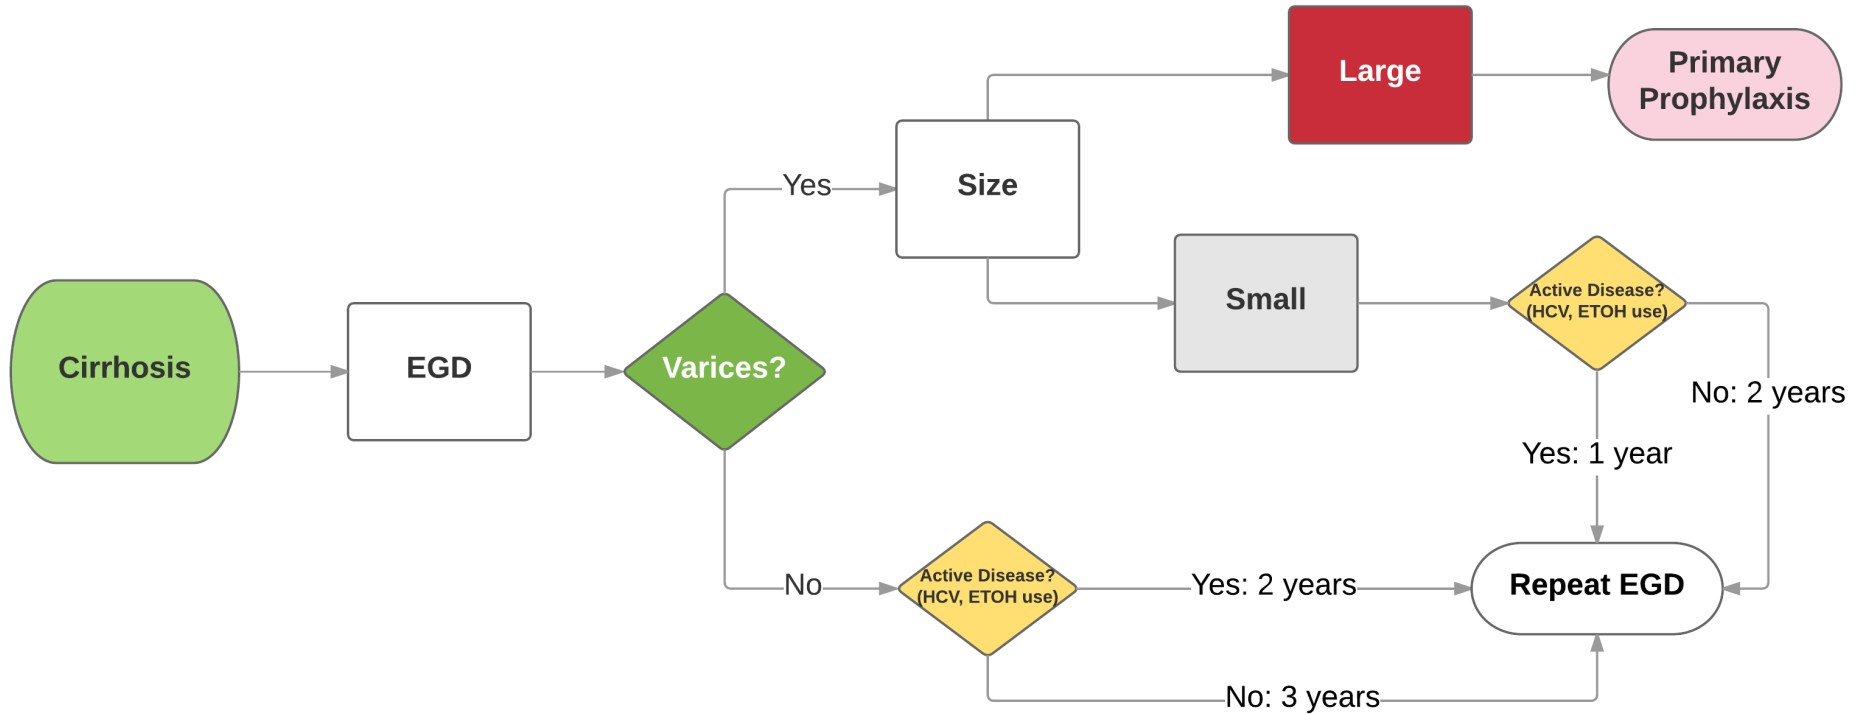 Large
Primary
Prophylaxis
Yes
Size
Small
Active Disease?
(HCV, ETOH use)
Cirrhosis
EGD
Varices?
No: 2 years
Yes: 1 year
No
Active Disease?
(HCV, ETOH use)
Yes: 2 years
Repeat EGD
No: 3 years